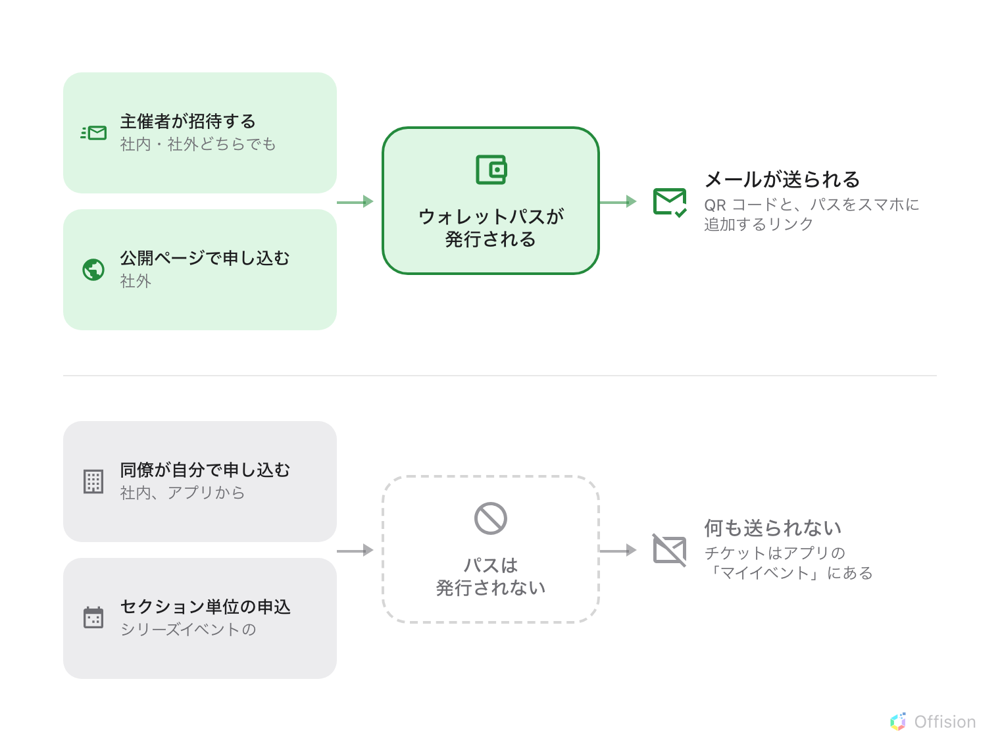 主催者が招待する
社内・社外どちらでも
公開ページで申し込む
社外
ウォレットパスが
発行される
メールが送られる
QR コードと、パスをスマホに
追加するリンク
同僚が自分で申し込む
社内、アプリから
セクション単位の申込
シリーズイベントの
パスは
発行されない
何も送られない
チケットはアプリの
「マイイベント」にある
Offision